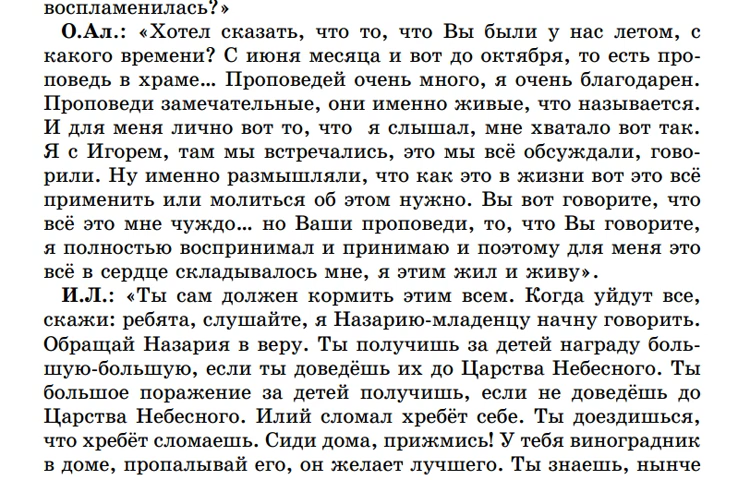 воспламенилась?»
О.Ал.: «Хотел сказать, что то, что Вы были у нас летом, с
какого времени? С июня месяца и вот до октября, то есть про-
поведь в храме... Проповедей очень много, я очень благодарен.
Проповеди замечательные, они именно живые, что называется.
И для меня лично вот то, что я слышал, мне хватало вот так.
Я с Игорем, там мы встречались, это мы всё обсуждали, гово-
рили. Ну именно размышляли, что как это в жизни вот это всё
применить или молиться об этом нужно. Вы вот говорите, что
всё это мне чуждо... но Ваши проповеди, то, что Вы говорите,
я полностью воспринимал и принимаю и поэтому для меня это
всё в сердце складывалось мне, я этим жил и живу».
И.Л.: «Ты сам должен кормить этим всем. Когда уйдут все,
скажи: ребята, слушайте, я Назарию-младенцу начну говорить.
Обращай Назария в веру. Ты получишь за детей награду боль-
шую-большую, если ты доведёшь их до Царства Небесного. Ты
большое поражение за детей получишь, если не доведёшь до
Царства Небесного. Илий сломал хребёт себе. Ты доездишься,
что хребёт сломаешь. Сиди дома, прижмись! У тебя виноградник
в доме, пропалывай его, он желает лучшего. Ты знаешь, нынче